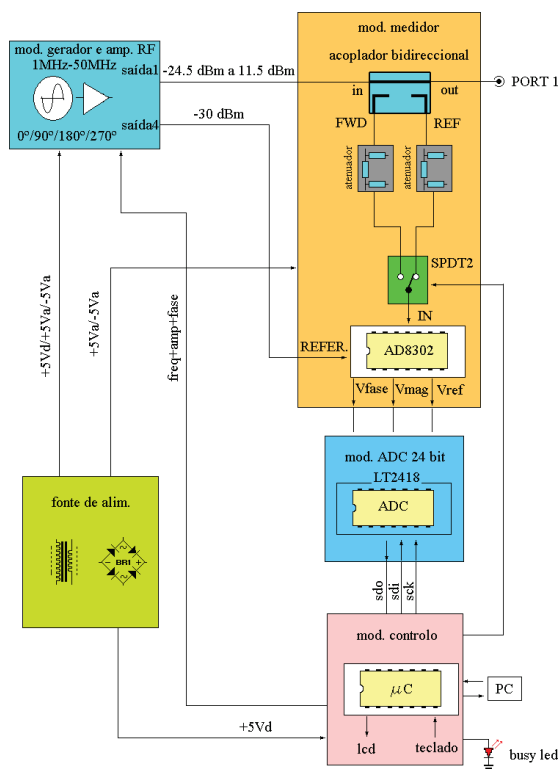 mod. medidor
mod. gerador e amp. RF
acoplador bidireccional
1MHz-50MHz
saída1
-24.5 dBm a 11.5 dBm
in
out
PORT 1
-30 dBm
saída4
FWD
REF
0°/90°/180°/270°
atenuador
atenuador
SPDT2
IN
REFER.
AD8302
Vfase
Vmag
Vref
+5Vd/+5Va/-5Va
+5Va/-5Va
freq+amp+fase
mod. ADC 24 bit
LT2418
ADC
fonte de alim.
BR1
sdo
sdi
sck
mod. controlo
μC
PC
+5Vd
lcd
teclado
busy led